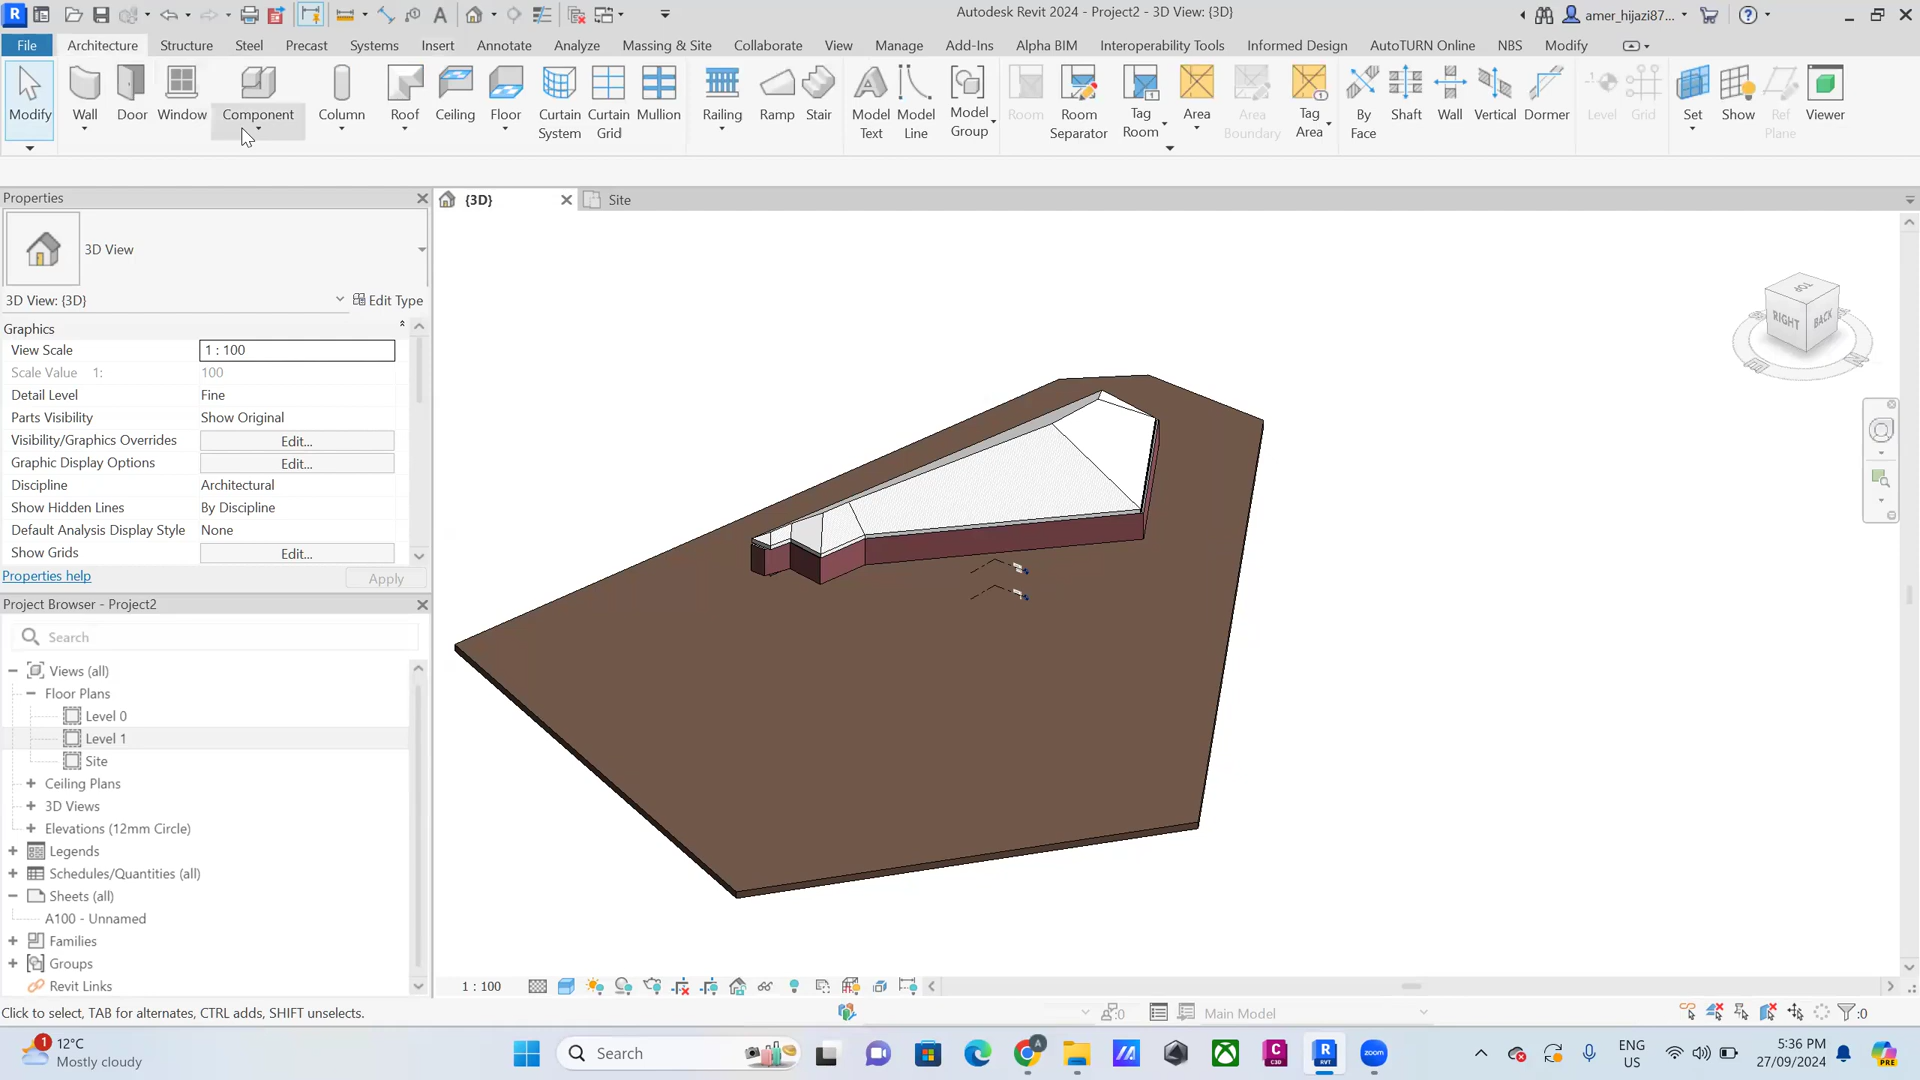 Autodesk Revit 2024 - Project2 - 3D View: {3D}
amer_hijazi87...
File Architecture Structure Steel Precast Systems Insert Annotate Analyze Massing & Site Collaborate View Manage Add-Ins Alpha BIM Interoperability Tools Informed Design AutoTURN Online NBS Modify
Modify Wall Door Window Component Column Roof Ceiling Floor Curtain System Curtain Grid Mullion Railing Ramp Stair Model Text Model Line Model Group Room Room Separator Tag Room Area Area Boundary Tag Area By Face Shaft Wall Vertical Dormer Level Grid Set Show Ref Plane Viewer
Properties
3D View
3D View: {3D} Edit Type
Graphics
View Scale 1 : 100
Scale Value 1: 100
Detail Level Fine
Parts Visibility Show Original
Visibility/Graphics Overrides Edit...
Graphic Display Options Edit...
Discipline Architectural
Show Hidden Lines By Discipline
Default Analysis Display Style None
Show Grids Edit...
Properties help Apply
Project Browser - Project2
Search
Views (all)
Floor Plans
Level 0
Level 1
Site
Ceiling Plans
3D Views
Elevations (12mm Circle)
Legends
Schedules/Quantities (all)
Sheets (all)
A100 - Unnamed
Families
Groups
Revit Links
{3D} Site
TOP
RIGHT BACK
1 : 100
Click to select, TAB for alternates, CTRL adds, SHIFT unselects.
:0 Main Model :0
1
12°C
Mostly cloudy
Search
zoom
ENG
US
5:36 PM
27/09/2024
PRE